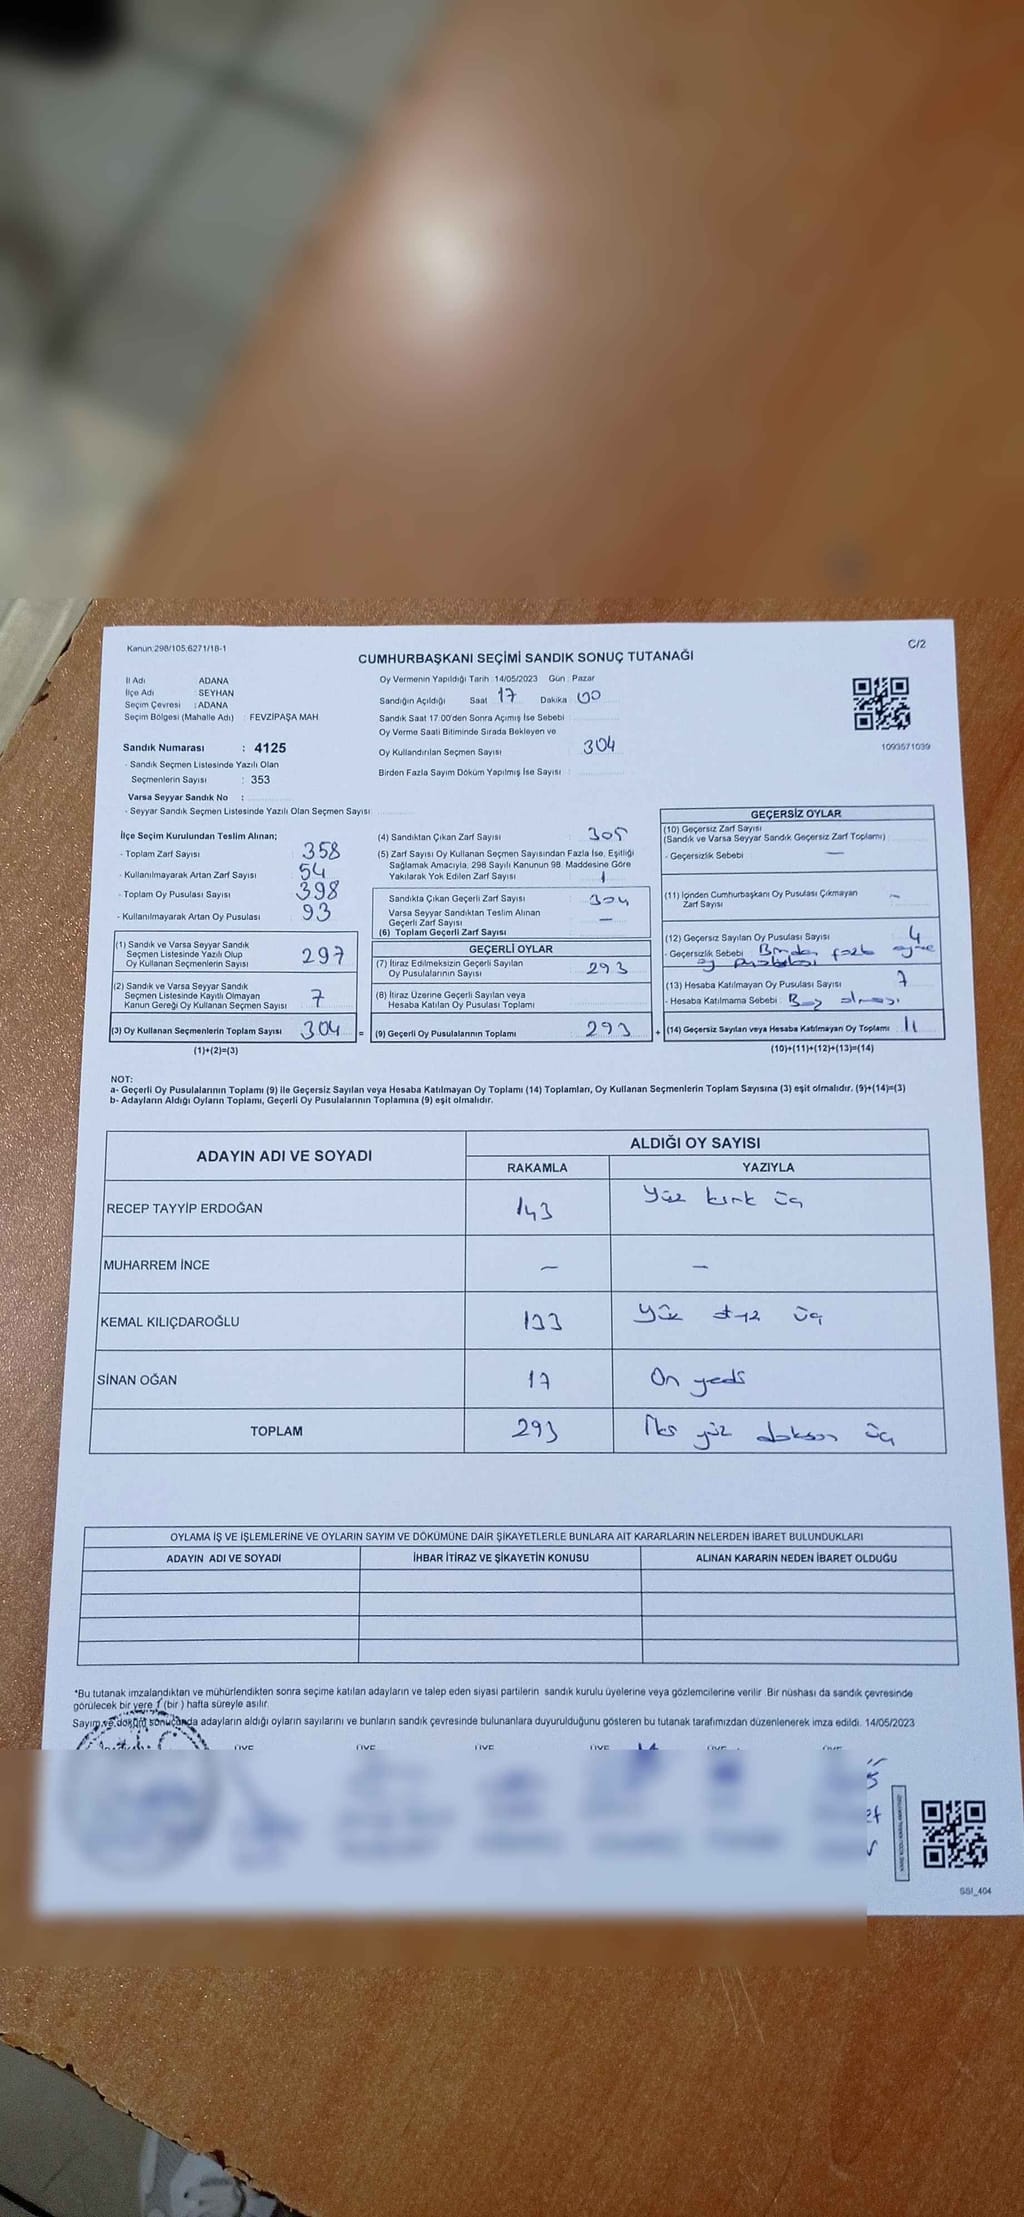 Kanun:298/105,6271/18-1
C/2
CUMHURBAŞKANI SEÇİMİ SANDIK SONUÇ TUTANAĞI
İl Adı ADANA
İlçe Adı SEYHAN
Seçim Çevresi : ADANA
Seçim Bölgesi (Mahalle Adı) : FEVZİPAŞA MAH
Sandık Numarası : 4125
- Sandık Seçmen Listesinde Yazılı Olan
Seçmenlerin Sayısı : 353
Varsa Seyyar Sandık No :
- Seyyar Sandık Seçmen Listesinde Yazılı Olan Seçmen Sayısı
Oy Vermenin Yapıldığı Tarih : 14/05/2023 Gün : Pazar
Sandığın Açıldığı Saat 17 Dakika 00
Sandık Saat 17.00'den Sonra Açımış İse Sebebi
Oy Verme Saati Bitiminde Sırada Bekleyen ve
Oy Kullandırılan Seçmen Sayısı 304
Birden Fazla Sayım Döküm Yapılmış İse Sayısı :
1093571039
İlçe Seçim Kurulundan Teslim Alınan;
- Toplam Zarf Sayısı 358
- Kullanılmayarak Artan Zarf Sayısı 54
- Toplam Oy Pusulası Sayısı 398
- Kullanılmayarak Artan Oy Pusulası 93
(1) Sandık ve Varsa Seyyar Sandık
Seçmen Listesinde Yazılı Olup
Oy Kullanan Seçmenlerin Sayısı 297
(2) Sandık ve Varsa Seyyar Sandık
Seçmen Listesinde Kayıtlı Olmayan
Kanun Gereği Oy Kullanan Seçmen Sayısı 7
(3) Oy Kullanan Seçmenlerin Toplam Sayısı 304 =
(1)+(2)=(3)
(4) Sandıktan Çıkan Zarf Sayısı 305
(5) Zarf Sayısı Oy Kullanan Seçmen Sayısından Fazla İse, Eşitliği
Sağlamak Amacıyla, 298 Sayılı Kanunun 98. Maddesine Göre
Yakılarak Yok Edilen Zarf Sayısı 1
Sandıkta Çıkan Geçerli Zarf Sayısı 304
Varsa Seyyar Sandıktan Teslim Alınan
Geçerli Zarf Sayısı —
(6) Toplam Geçerli Zarf Sayısı
GEÇERLİ OYLAR
(7) İtiraz Edilmeksizin Geçerli Sayılan
Oy Pusulalarının Sayısı 293
(8) İtiraz Üzerine Geçerli Sayılan veya
Hesaba Katılan Oy Pusulası Toplamı
(9) Geçerli Oy Pusulalarının Toplamı 293 +
GEÇERSİZ OYLAR
(10) Geçersiz Zarf Sayısı
(Sandık ve Varsa Seyyar Sandık Geçersiz Zarf Toplamı)
- Geçersizlik Sebebi : —
(11) İçinden Cumhurbaşkanı Oy Pusulası Çıkmayan
Zarf Sayısı –
(12) Geçersiz Sayılan Oy Pusulası Sayısı 4
- Geçersizlik Sebebi : Birden fazla
oy pusulası
(13) Hesaba Katılmayan Oy Pusulası Sayısı 7
- Hesaba Katılmama Sebebi : Boş olması
(14) Geçersiz Sayılan veya Hesaba Katılmayan Oy Toplamı 11
(10)+(11)+(12)+(13)=(14)
NOT:
a- Geçerli Oy Pusulalarının Toplamı (9) ile Geçersiz Sayılan veya Hesaba Katılmayan Oy Toplamı (14) Toplamları, Oy Kullanan Seçmenlerin Toplam Sayısına (3) eşit olmalıdır. (9)+(14)=(3)
b- Adayların Aldığı Oyların Toplamı, Geçerli Oy Pusulalarının Toplamına (9) eşit olmalıdır.
ADAYIN ADI VE SOYADI ALDIĞI OY SAYISI
RAKAMLA YAZIYLA
RECEP TAYYİP ERDOĞAN 143 Yüz kırk üç
MUHARREM İNCE — —
KEMAL KILIÇDAROĞLU 133 Yüz otuz üç
SİNAN OĞAN 17 On yedi
TOPLAM 293 İki yüz doksan üç
OYLAMA İŞ VE İŞLEMLERİNE VE OYLARIN SAYIM VE DÖKÜMÜNE DAİR ŞİKAYETLERLE BUNLARA AİT KARARLARIN NELERDEN İBARET BULUNDUKLARI
ADAYIN ADI VE SOYADI İHBAR İTİRAZ VE ŞİKAYETİN KONUSU ALINAN KARARIN NEDEN İBARET OLDUĞU
*Bu tutanak imzalandıktan ve mühürlendikten sonra seçime katılan adayların ve talep eden siyasi partilerin sandık kurulu üyelerine veya gözlemcilerine verilir. Bir nüshası da sandık çevresinde
görülecek bir yere 1 (bir ) hafta süreyle asılır.
Sayım ve döküm sonucunda adayların aldığı oyların sayılarını ve bunların sandık çevresinde bulunanlara duyurulduğunu gösteren bu tutanak tarafımızdan düzenlenerek imza edildi. 14/05/2023
ÜYE ÜYE ÜYE ÜYE ÜYE ÜYE
SSI_404